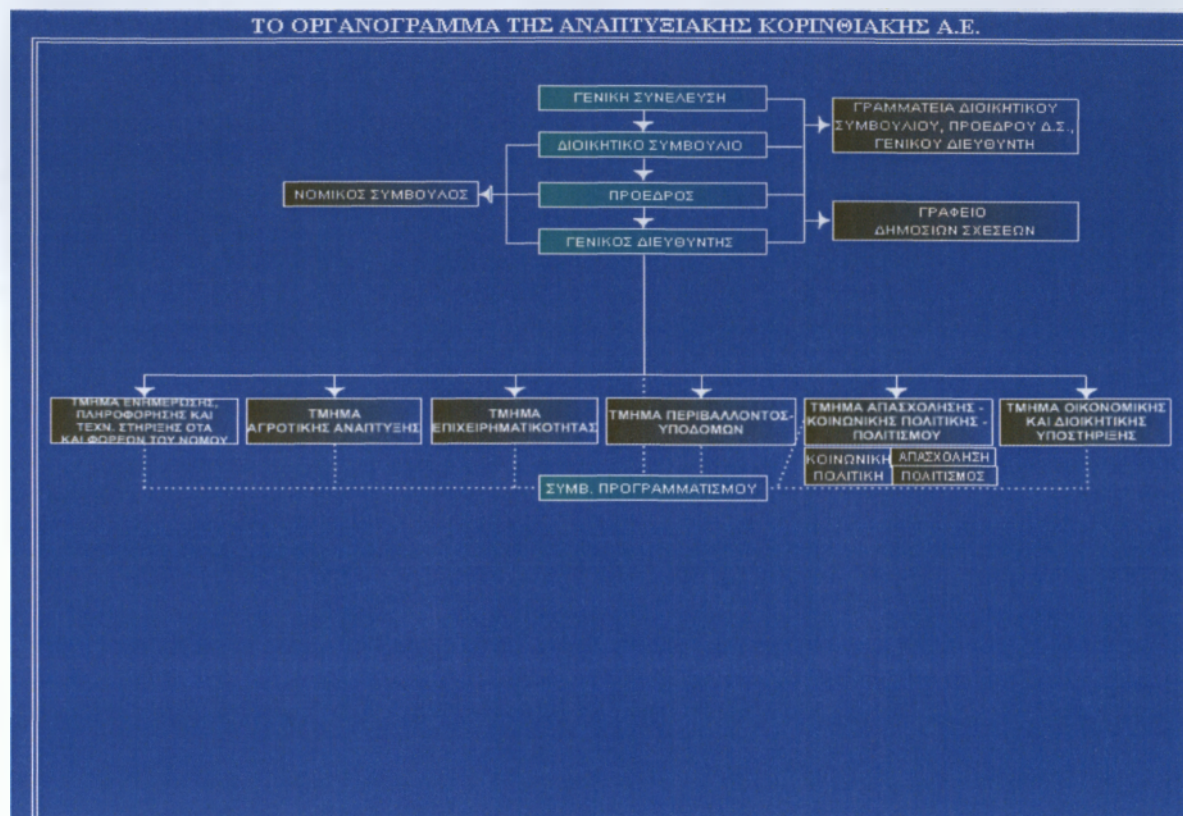 ΤΟ ΟΡΓΑΝΟΓΡΑΜΜΑ ΤΗΣ ΑΝΑΠΤΥΞΙΑΚΗΣ ΚΟΡΙΝΘΙΑΚΗΣ Α.Ε.
ΓΕΝΙΚΗ ΣΥΝΕΛΕΥΣΗ
ΓΡΑΜΜΑΤΕΙΑ ΔΙΟΙΚΗΤΙΚΟΥ
ΣΥΜΒΟΥΛΙΟΥ, ΠΡΟΕΔΡΟΥ Δ.Σ.,
ΓΕΝΙΚΟΥ ΔΙΕΥΘΥΝΤΗ
ΔΙΟΙΚΗΤΙΚΟ ΣΥΜΒΟΥΛΙΟ
ΝΟΜΙΚΟΣ ΣΥΜΒΟΥΛΟΣ
ΠΡΟΕΔΡΟΣ
ΓΡΑΦΕΙΟ
ΔΗΜΟΣΙΩΝ ΣΧΕΣΕΩΝ
ΓΕΝΙΚΟΣ ΔΙΕΥΘΥΝΤΗΣ
ΤΜΗΜΑ ΕΝΗΜΕΡΩΣΗΣ,
ΠΛΗΡΟΦΟΡΗΣΗΣ ΚΑΙ
ΤΕΧΝ. ΣΤΗΡΙΞΗΣ ΟΤΑ
ΚΑΙ ΦΟΡΕΩΝ ΤΟΥ ΝΟΜΟΥ
ΤΜΗΜΑ
ΑΓΡΟΤΙΚΗΣ ΑΝΑΠΤΥΞΗΣ
ΤΜΗΜΑ
ΕΠΙΧΕΙΡΗΜΑΤΙΚΟΤΗΤΑΣ
ΤΜΗΜΑ ΠΕΡΙΒΑΛΛΟΝΤΟΣ-
ΥΠΟΔΟΜΩΝ
ΤΜΗΜΑ ΑΠΑΣΧΟΛΗΣΗΣ -
ΚΟΙΝΩΝΙΚΗΣ ΠΟΛΙΤΙΚΗΣ -
ΠΟΛΙΤΙΣΜΟΥ
ΤΜΗΜΑ ΟΙΚΟΝΟΜΙΚΗΣ
ΚΑΙ ΔΙΟΙΚΗΤΙΚΗΣ
ΥΠΟΣΤΗΡΙΞΗΣ
ΚΟΙΝΩΝΙΚΗ
ΠΟΛΙΤΙΚΗ
ΑΠΑΣΧΟΛΗΣΗ
ΠΟΛΙΤΙΣΜΟΣ
ΣΥΜΒ. ΠΡΟΓΡΑΜΜΑΤΙΣΜΟΥ